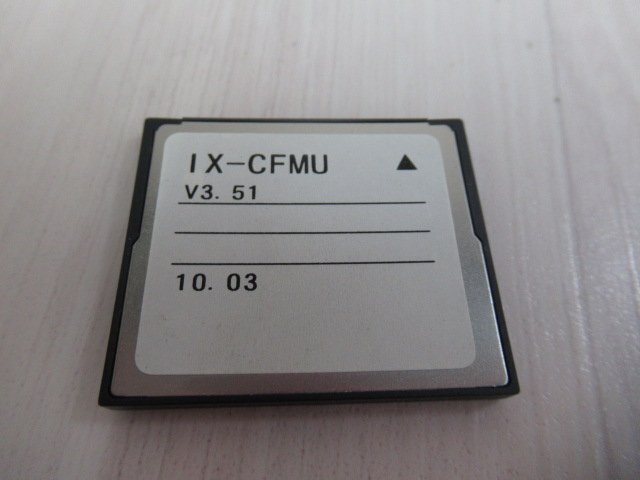 IX-CFMU ▲
V3. 51
10. 03